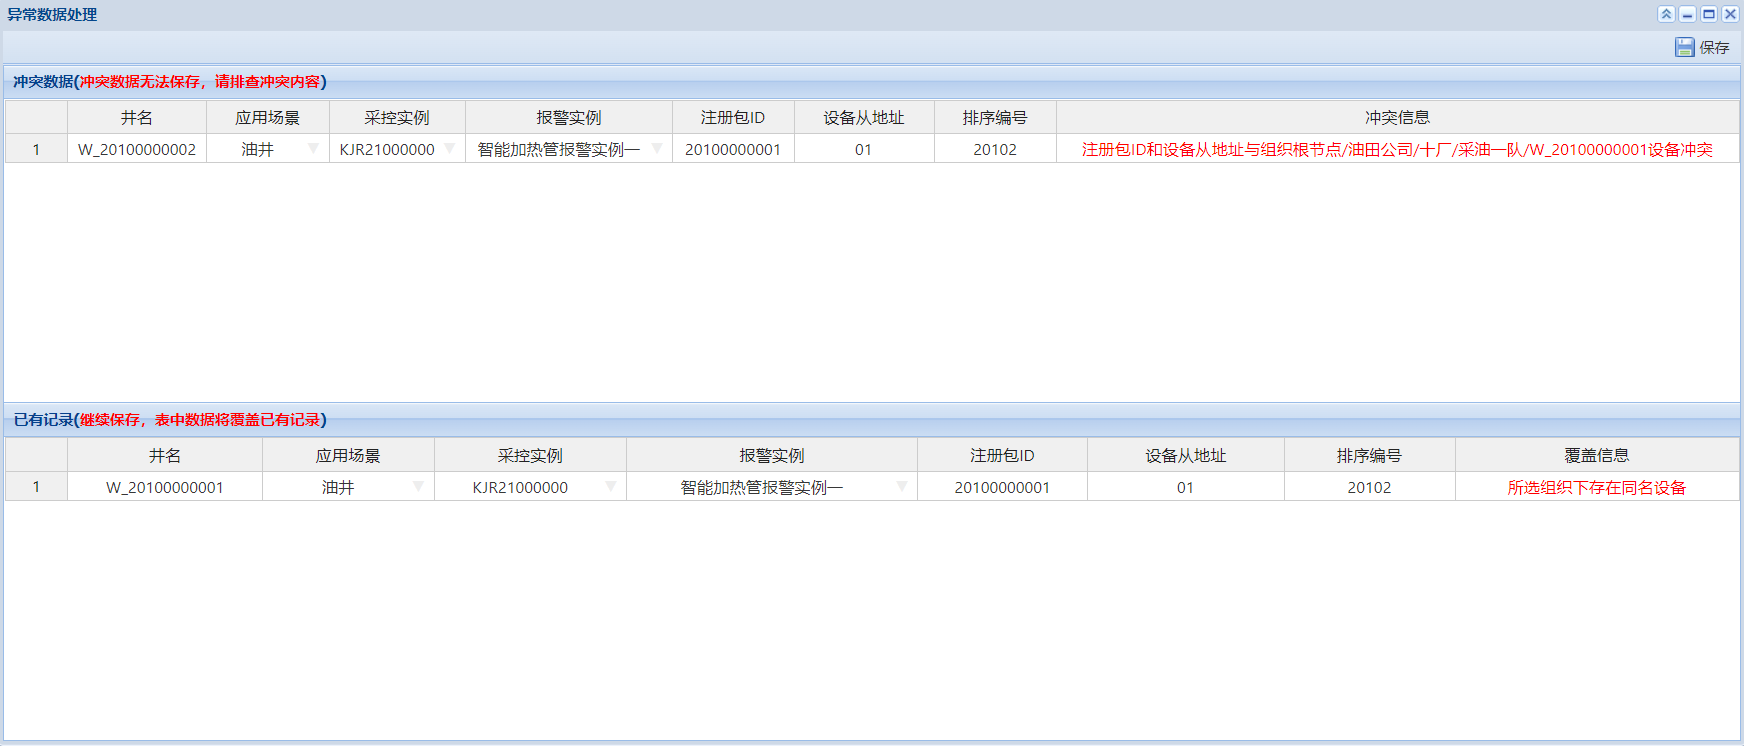 异常数据处理
保存
冲突数据(冲突数据无法保存，请排查冲突内容)
井名 应用场景 采控实例 报警实例 注册包ID 设备从地址 排序编号 冲突信息
1 W_20100000002 油井 KJR21000000 智能加热管报警实例一 20100000001 01 20102 注册包ID和设备从地址与组织根节点/油田公司/十厂/采油一队/W_20100000001设备冲突
已有记录(继续保存，表中数据将覆盖已有记录)
井名 应用场景 采控实例 报警实例 注册包ID 设备从地址 排序编号 覆盖信息
1 W_20100000001 油井 KJR21000000 智能加热管报警实例一 20100000001 01 20102 所选组织下存在同名设备